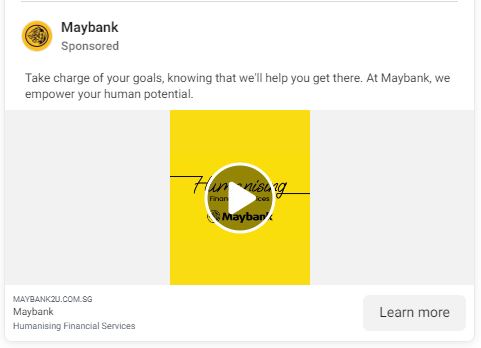 Maybank
Sponsored
Take charge of your goals, knowing that we'll help you get there. At Maybank, we
empower your human potential.
Humanising
Financial Services
Maybank
MAYBANK2U.COM.SG
Maybank
Humanising Financial Services
Learn more